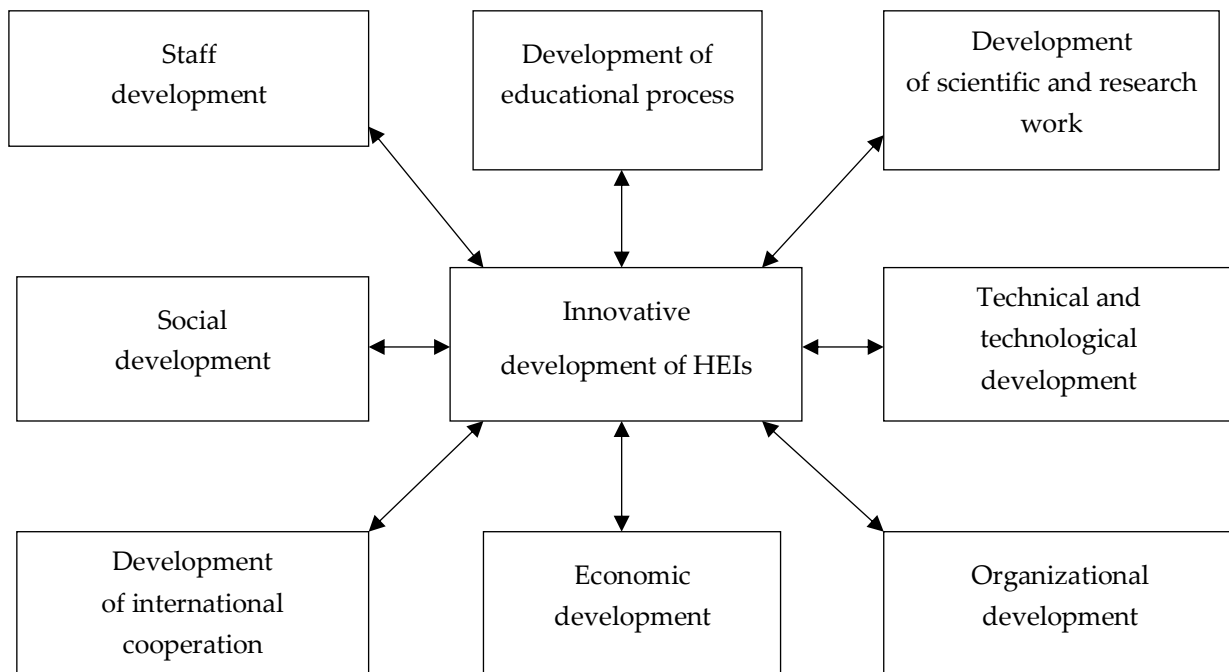 Staff
development
Development of
educational process
Development
of scientific and research
work
Social
development
Innovative
development of HEIs
Technical and
technological
development
Development
of international
cooperation
Economic
development
Organizational
development